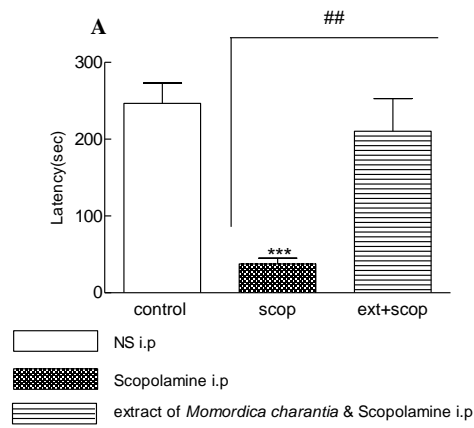 A
##
Latency(sec)
300
200
100
0
***
control scop ext+scop
NS i.p
Scopolamine i.p
extract of Momordica charantia & Scopolamine i.p